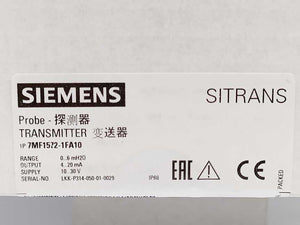 SIEMENS
SITRANS
Probe - 探测器
TRANSMITTER 变送器
1P 7MF1572-1FA10
RANGE 0...6 mH2O
OUTPUT 4...20 mA
SUPPLY 10...30 V
SERIAL-NO. LKK-P314-050-01-0029
IP68
EAC
PACKED